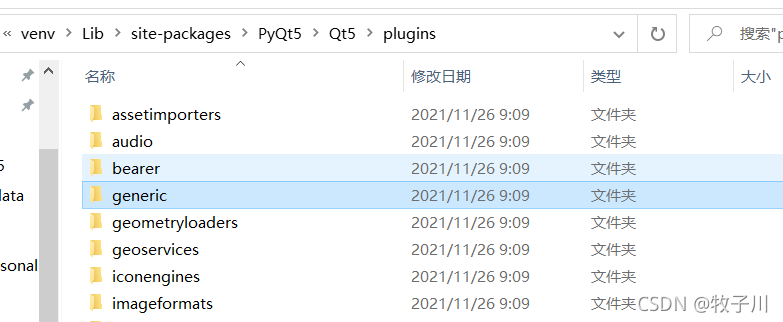 « venv > Lib > site-packages > PyQt5 > Qt5 > plugins 搜索"p
名称 修改日期 类型 大小
assetimporters 2021/11/26 9:09 文件夹
audio 2021/11/26 9:09 文件夹
5
bearer 2021/11/26 9:09 文件夹
lata generic 2021/11/26 9:09 文件夹
geometryloaders 2021/11/26 9:09 文件夹
geoservices 2021/11/26 9:09 文件夹
sonal iconengines 2021/11/26 9:09 文件夹
imageformats 2021/11/26 9:09 文件夹
CSDN @牧子川